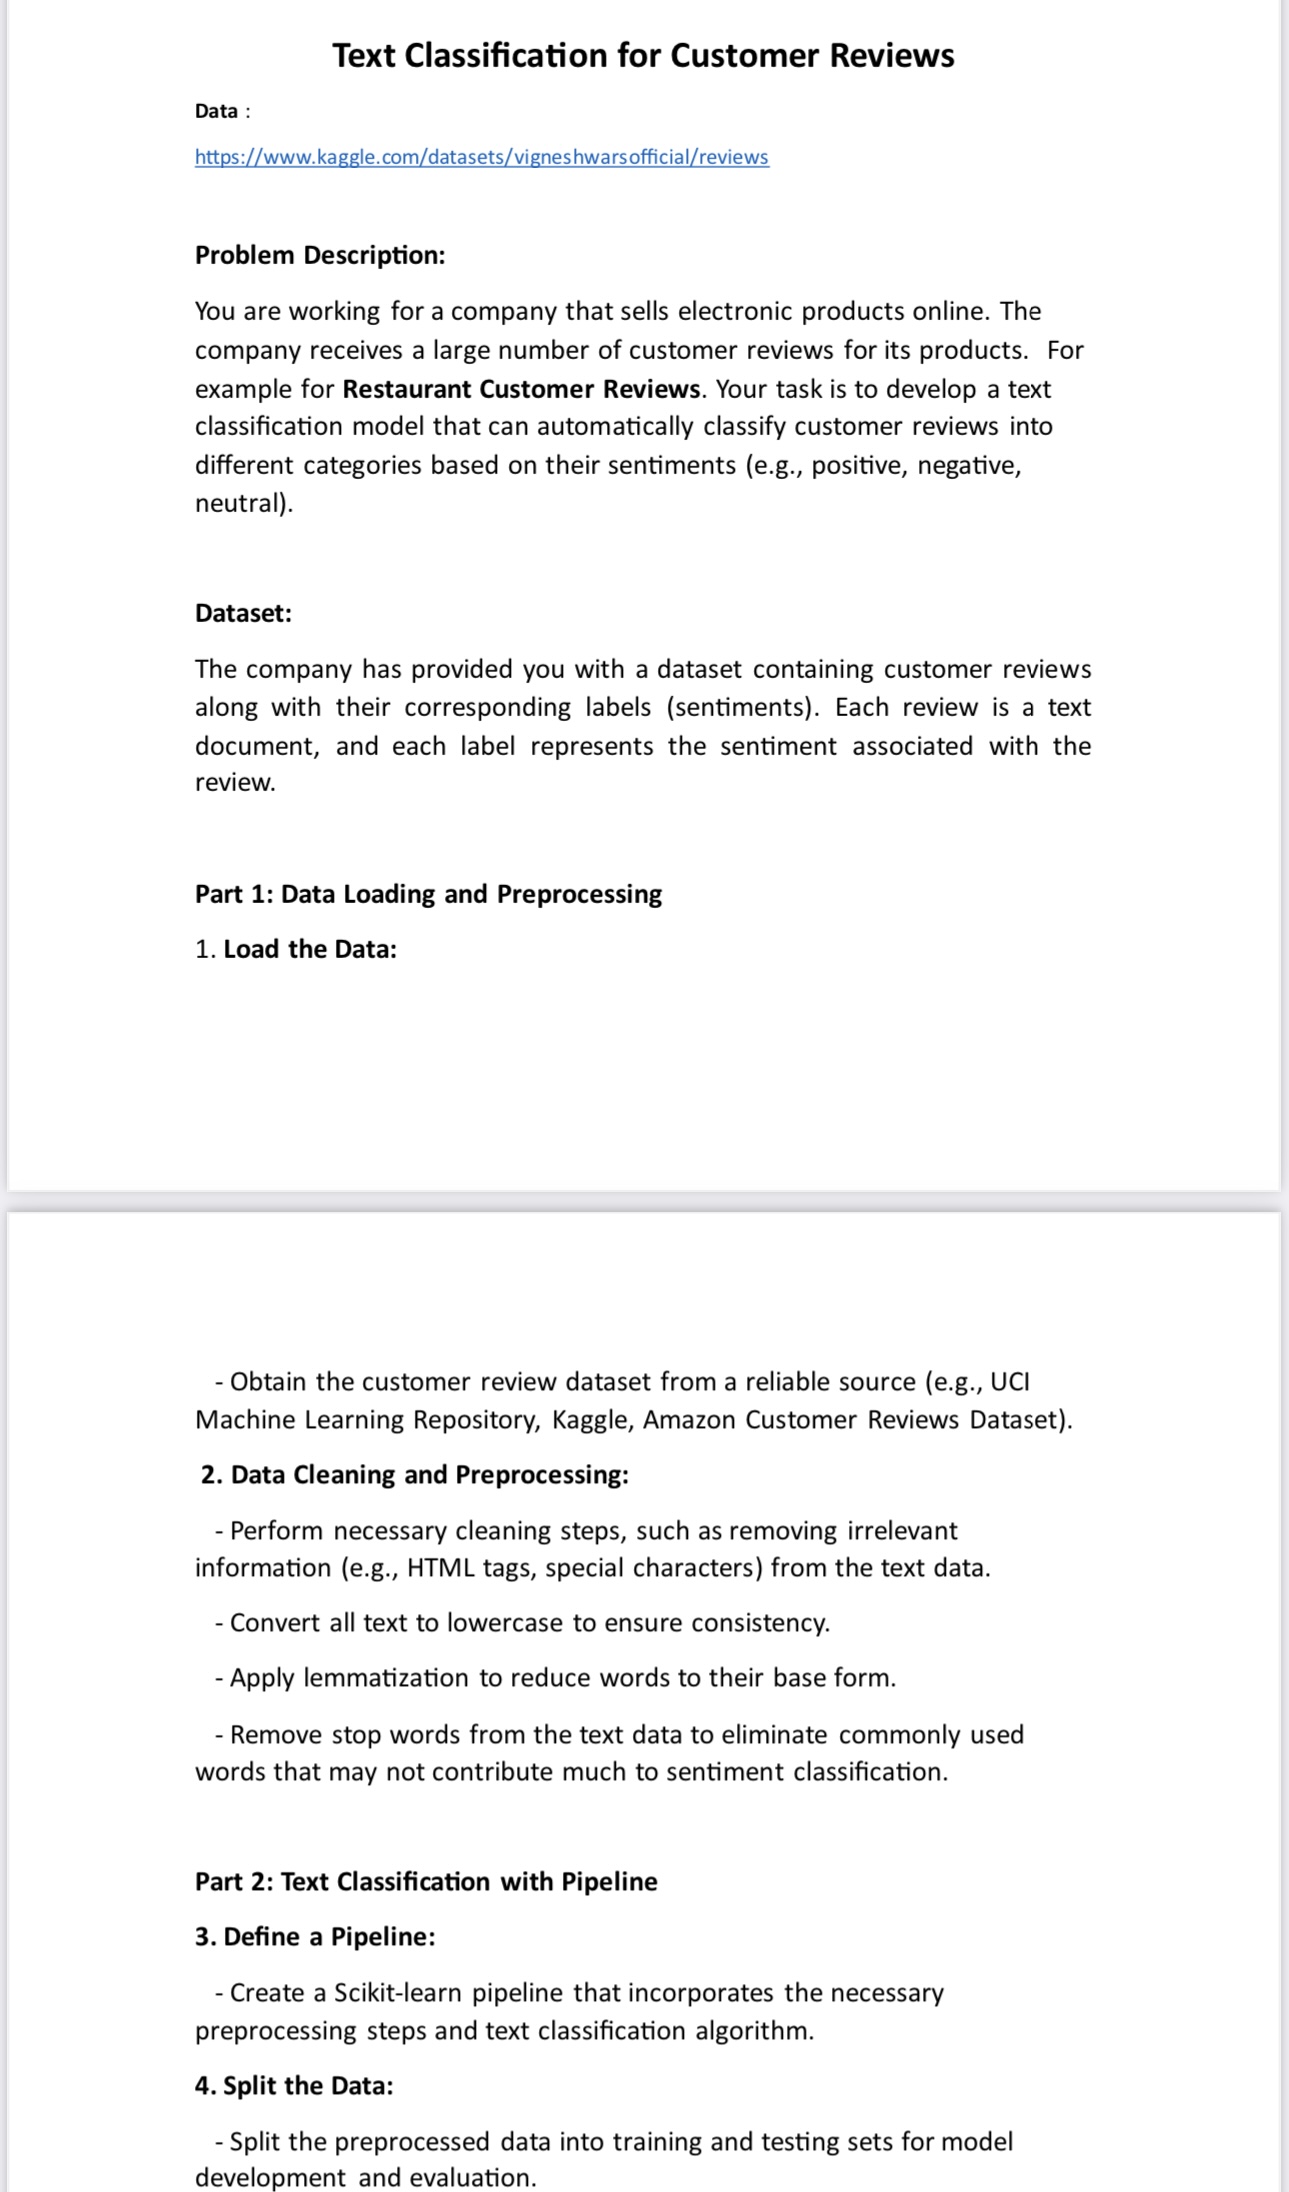 Text Classification for Customer Reviews
Data :
https://www.kaggle.com/datasets/vigneshwarsofficial/reviews
Problem Description:
You are working for a company that sells electronic products online. The
company receives a large number of customer reviews for its products.  For
example for Restaurant Customer Reviews. Your task is to develop a text
classification model that can automatically classify customer reviews into
different categories based on their sentiments (e.g., positive, negative,
neutral).
Dataset:
The company has provided you with a dataset containing customer reviews
along with their corresponding labels (sentiments). Each review is a text
document, and each label represents the sentiment associated with the
review.
Part 1: Data Loading and Preprocessing
1. Load the Data:
- Obtain the customer review dataset from a reliable source (e.g., UCI
Machine Learning Repository, Kaggle, Amazon Customer Reviews Dataset).
2. Data Cleaning and Preprocessing:
- Perform necessary cleaning steps, such as removing irrelevant
information (e.g., HTML tags, special characters) from the text data.
- Convert all text to lowercase to ensure consistency.
- Apply lemmatization to reduce words to their base form.
- Remove stop words from the text data to eliminate commonly used
words that may not contribute much to sentiment classification.
Part 2: Text Classification with Pipeline
3. Define a Pipeline:
- Create a Scikit-learn pipeline that incorporates the necessary
preprocessing steps and text classification algorithm.
4. Split the Data:
- Split the preprocessed data into training and testing sets for model
development and evaluation.